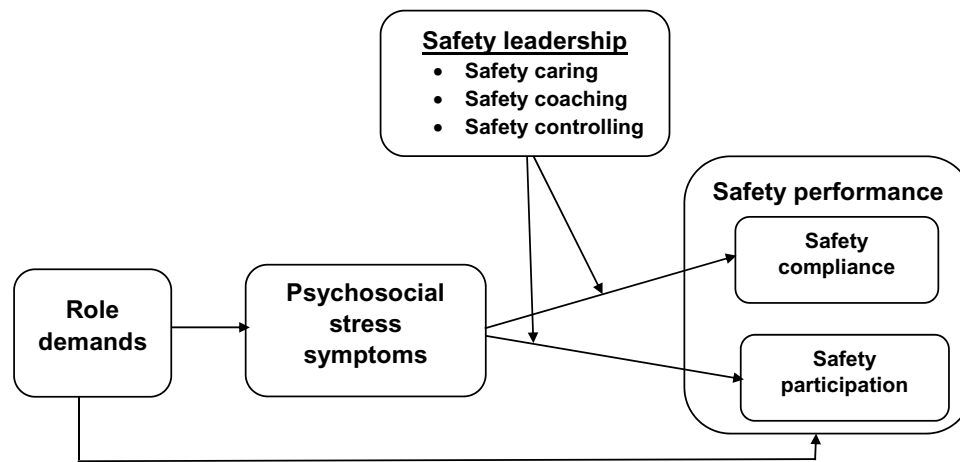 Safety leadership
• Safety caring
• Safety coaching
• Safety controlling
Safety performance
Safety
compliance
Role
demands
Psychosocial
stress
symptoms
Safety
participation